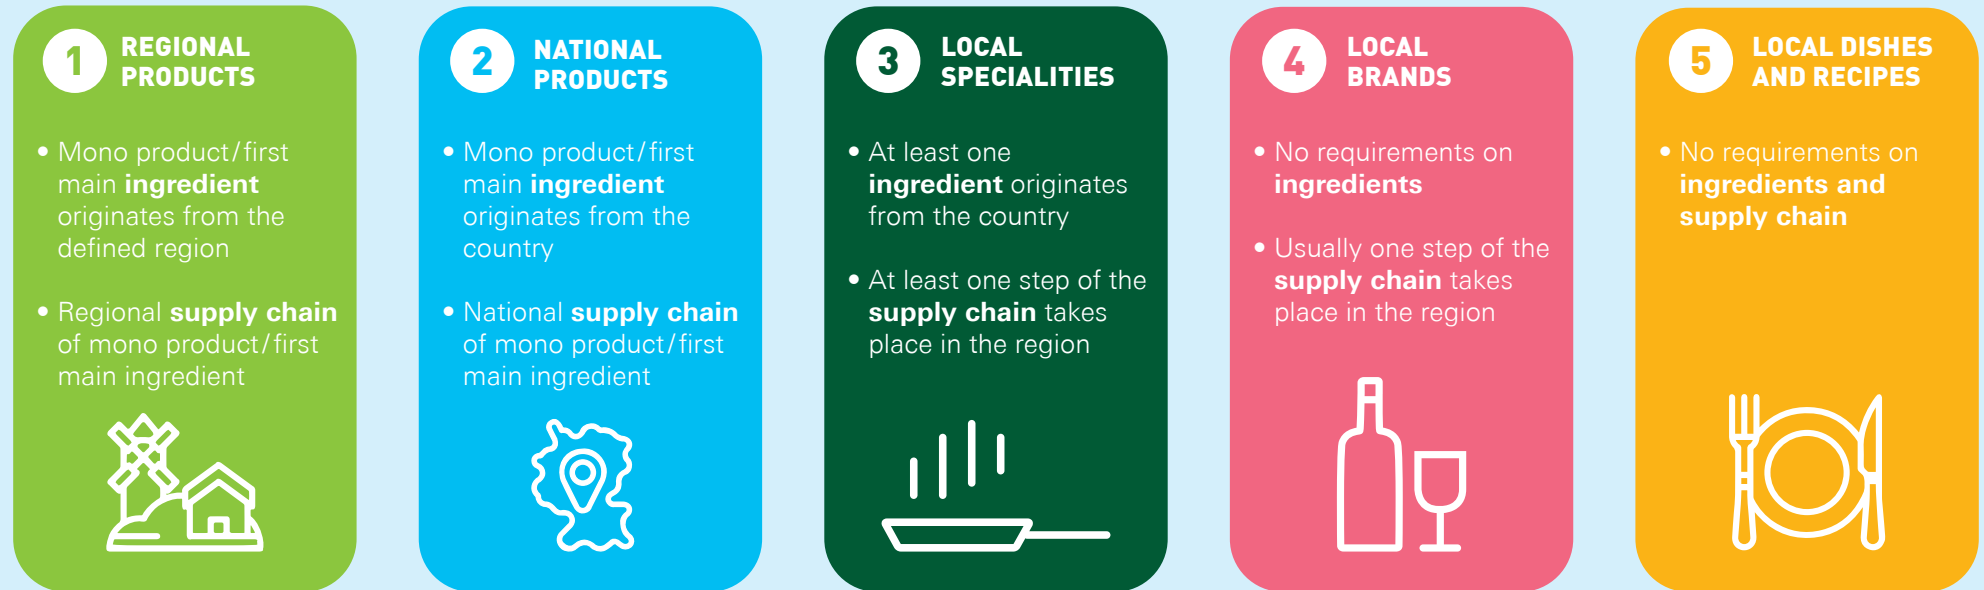 1
REGIONAL
PRODUCTS
• Mono product/first
main ingredient
originates from the
defined region
• Regional supply chain
of mono product/first
main ingredient
2
NATIONAL
PRODUCTS
• Mono product/first
main ingredient
originates from the
country
• National supply chain
of mono product/first
main ingredient
3
LOCAL
SPECIALITIES
• At least one
ingredient originates
from the country
• At least one step of the
supply chain takes
place in the region
4
LOCAL
BRANDS
• No requirements on
ingredients
• Usually one step of the
supply chain takes
place in the region
5
LOCAL DISHES
AND RECIPES
• No requirements on
ingredients and
supply chain